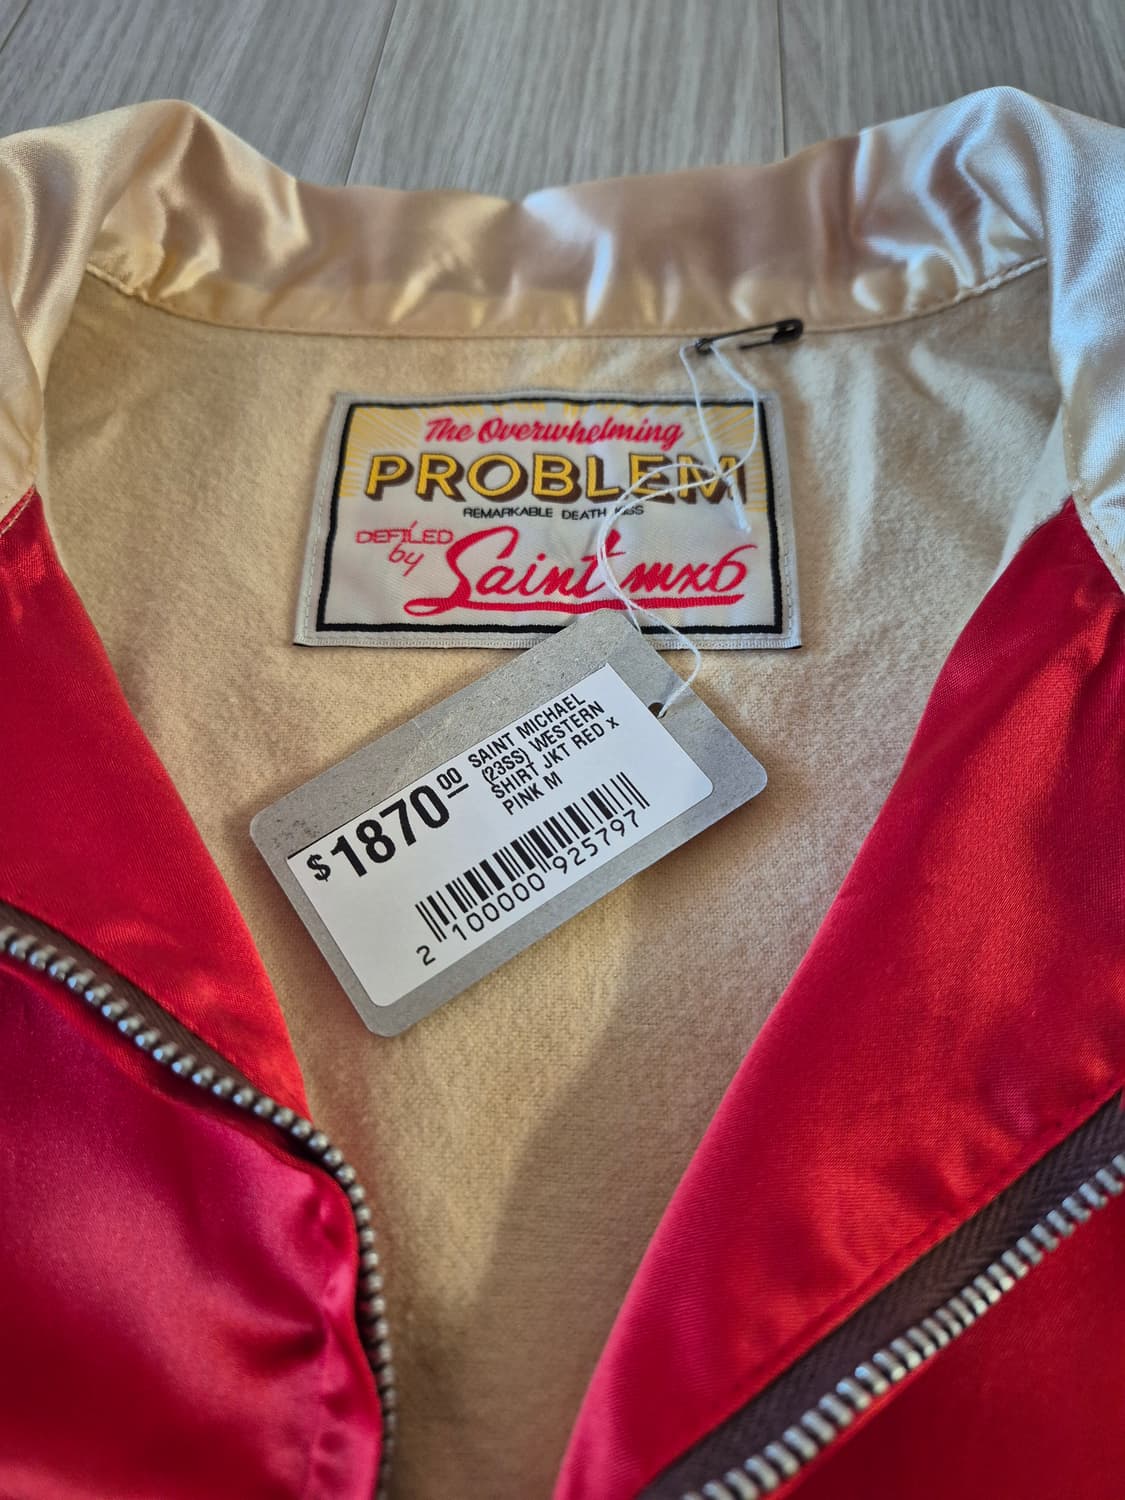 The Overwhelming
PROBLEM
REMARKABLE DEATH KISS
DEFILED
by
Saint mx6
$1870.00
SAINT MICHAEL
(23SS) WESTERN
SHIRT JKT RED x
PINK M
2 100000 925797